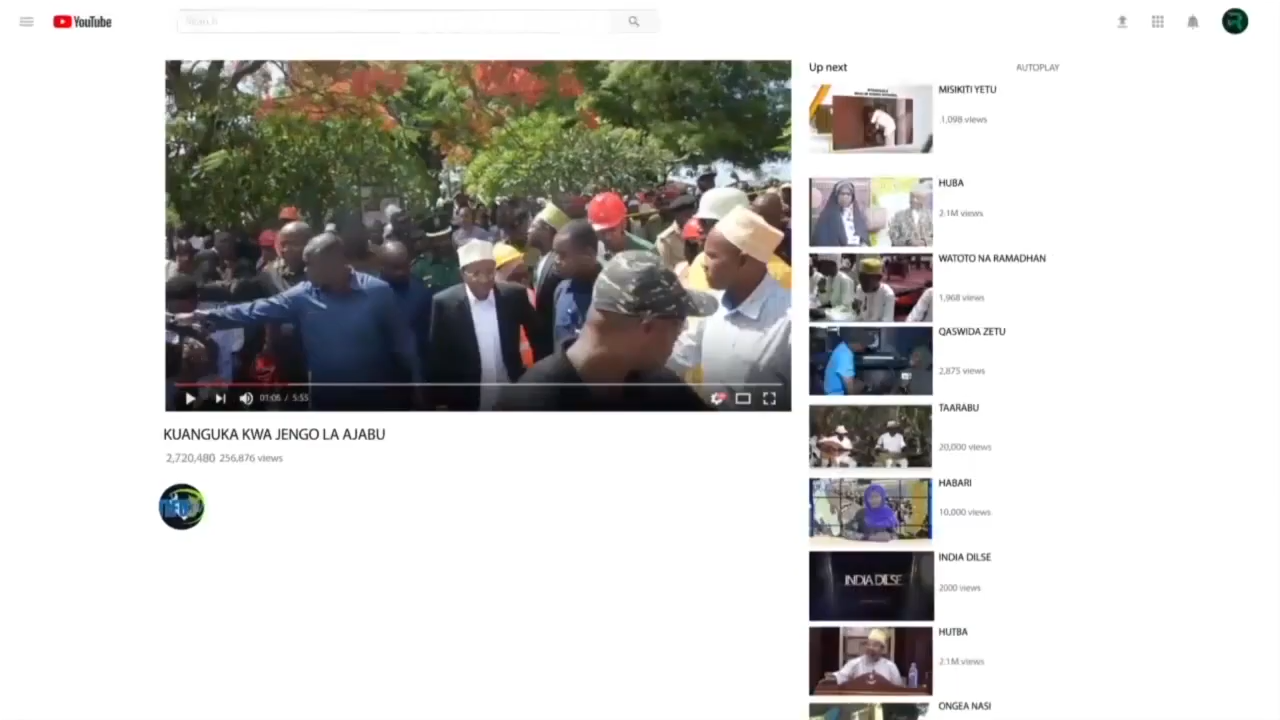 YouTube
Search
KUANGUKA KWA JENGO LA AJABU
2,720,480 256,876 views
01:06 / 5:55
Up next
AUTOPLAY
MISIKITI YETU
1,098 views
HUBA
2.1M views
WATOTO NA RAMADHAN
1,968 views
QASWIDA ZETU
2,875 views
TAARABU
20,000 views
HABARI
10,000 views
INDIA DILSE
INDIA DILSE
2000 views
HUTBA
2.1M views
ONGEA NASI